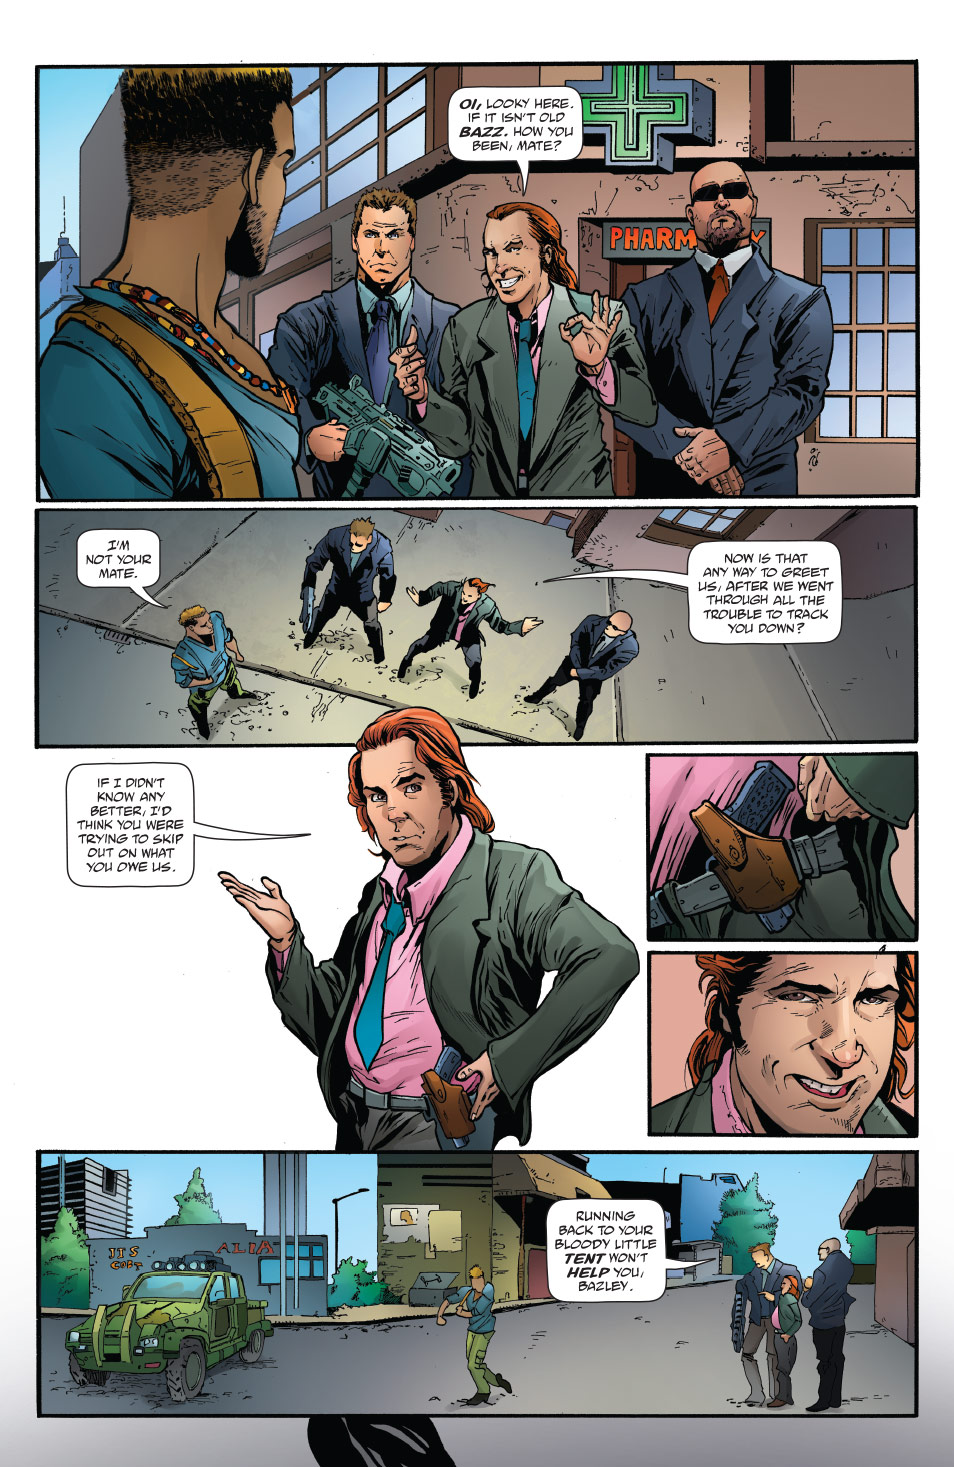 OI, LOOKY HERE.
IF IT ISN'T OLD
BAZZ. HOW YOU
BEEN, MATE?
PHARM Y
I'M
NOT YOUR
MATE.
NOW IS THAT
ANY WAY TO GREET
US, AFTER WE WENT
THROUGH ALL THE
TROUBLE TO TRACK
YOU DOWN?
IF I DIDN'T
KNOW ANY
BETTER, I'D
THINK YOU WERE
TRYING TO SKIP
OUT ON WHAT
YOU OWE US.
RUNNING
BACK TO YOUR
BLOODY LITTLE
TENT WON'T
HELP YOU,
BAZLEY.